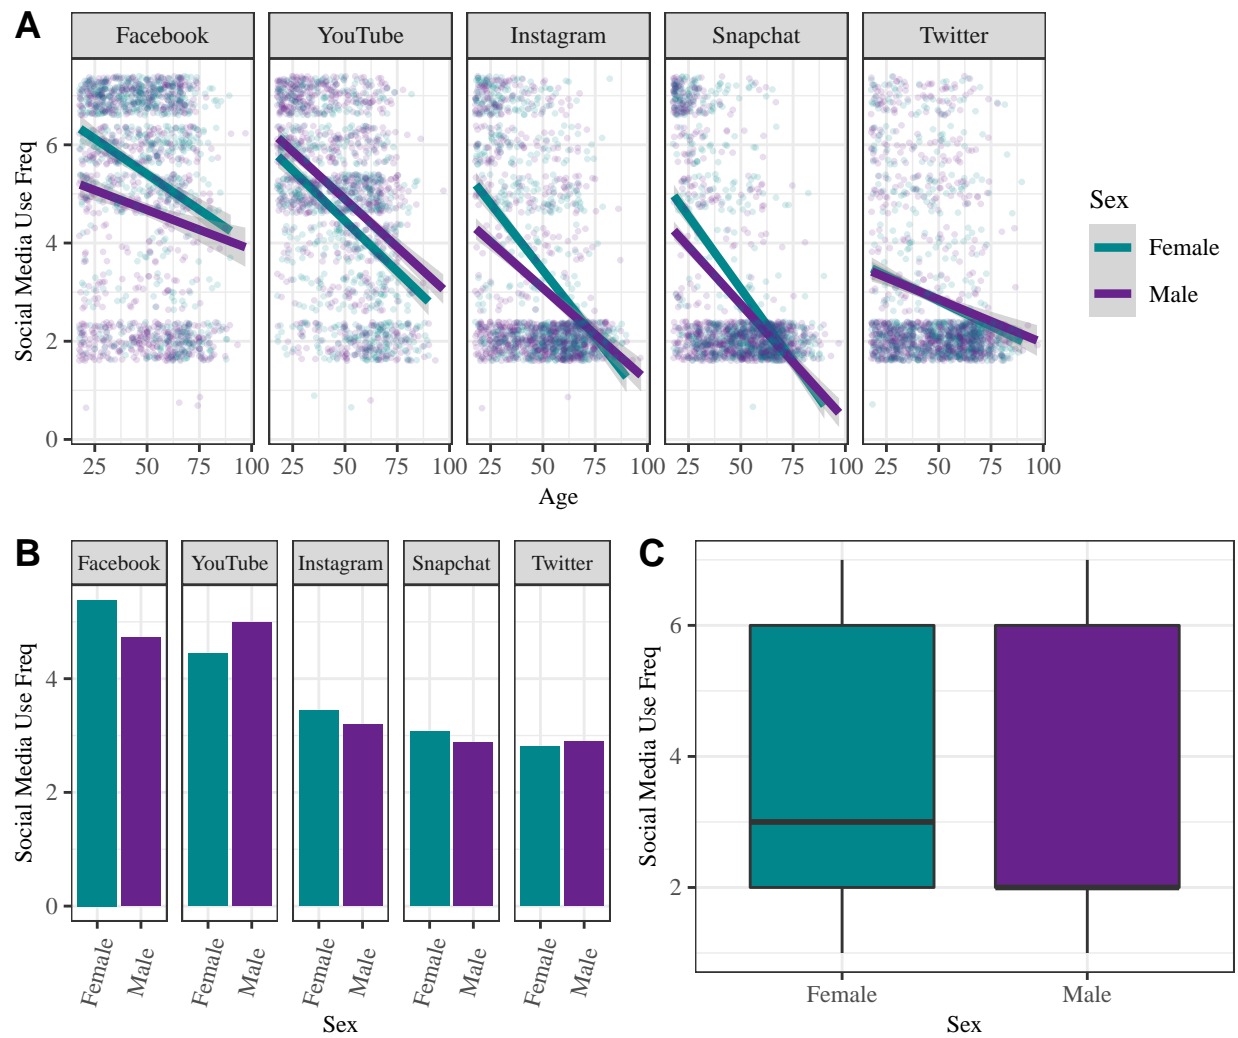 A
Facebook YouTube Instagram Snapchat Twitter
Social Media Use Freq
6
4
2
0
25 50 75 100 25 50 75 100 25 50 75 100 25 50 75 100 25 50 75 100
Age
Sex
Female
Male
B
Facebook YouTube Instagram Snapchat Twitter
Social Media Use Freq
4
2
0
Female Male Female Male Female Male Female Male Female Male
Sex
C
Social Media Use Freq
6
4
2
Female Male
Sex